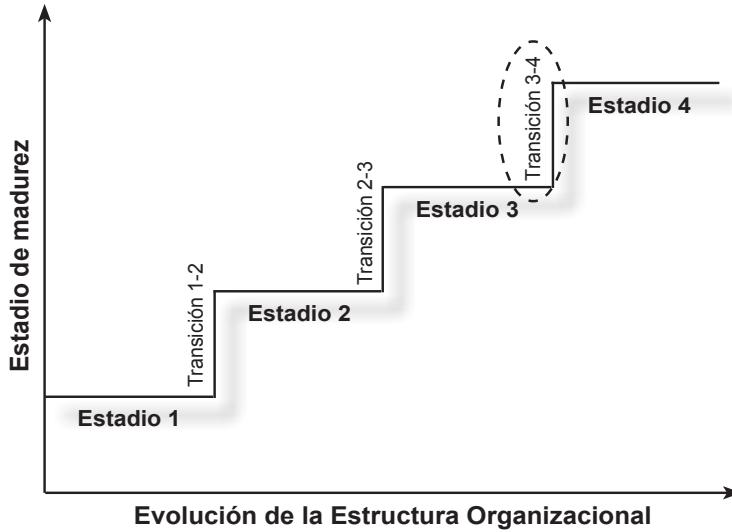 Estadio de madurez
Transición 3-4
Estadio 4
Transición 2-3
Estadio 3
Transición 1-2
Estadio 2
Estadio 1
Evolución de la Estructura Organizacional